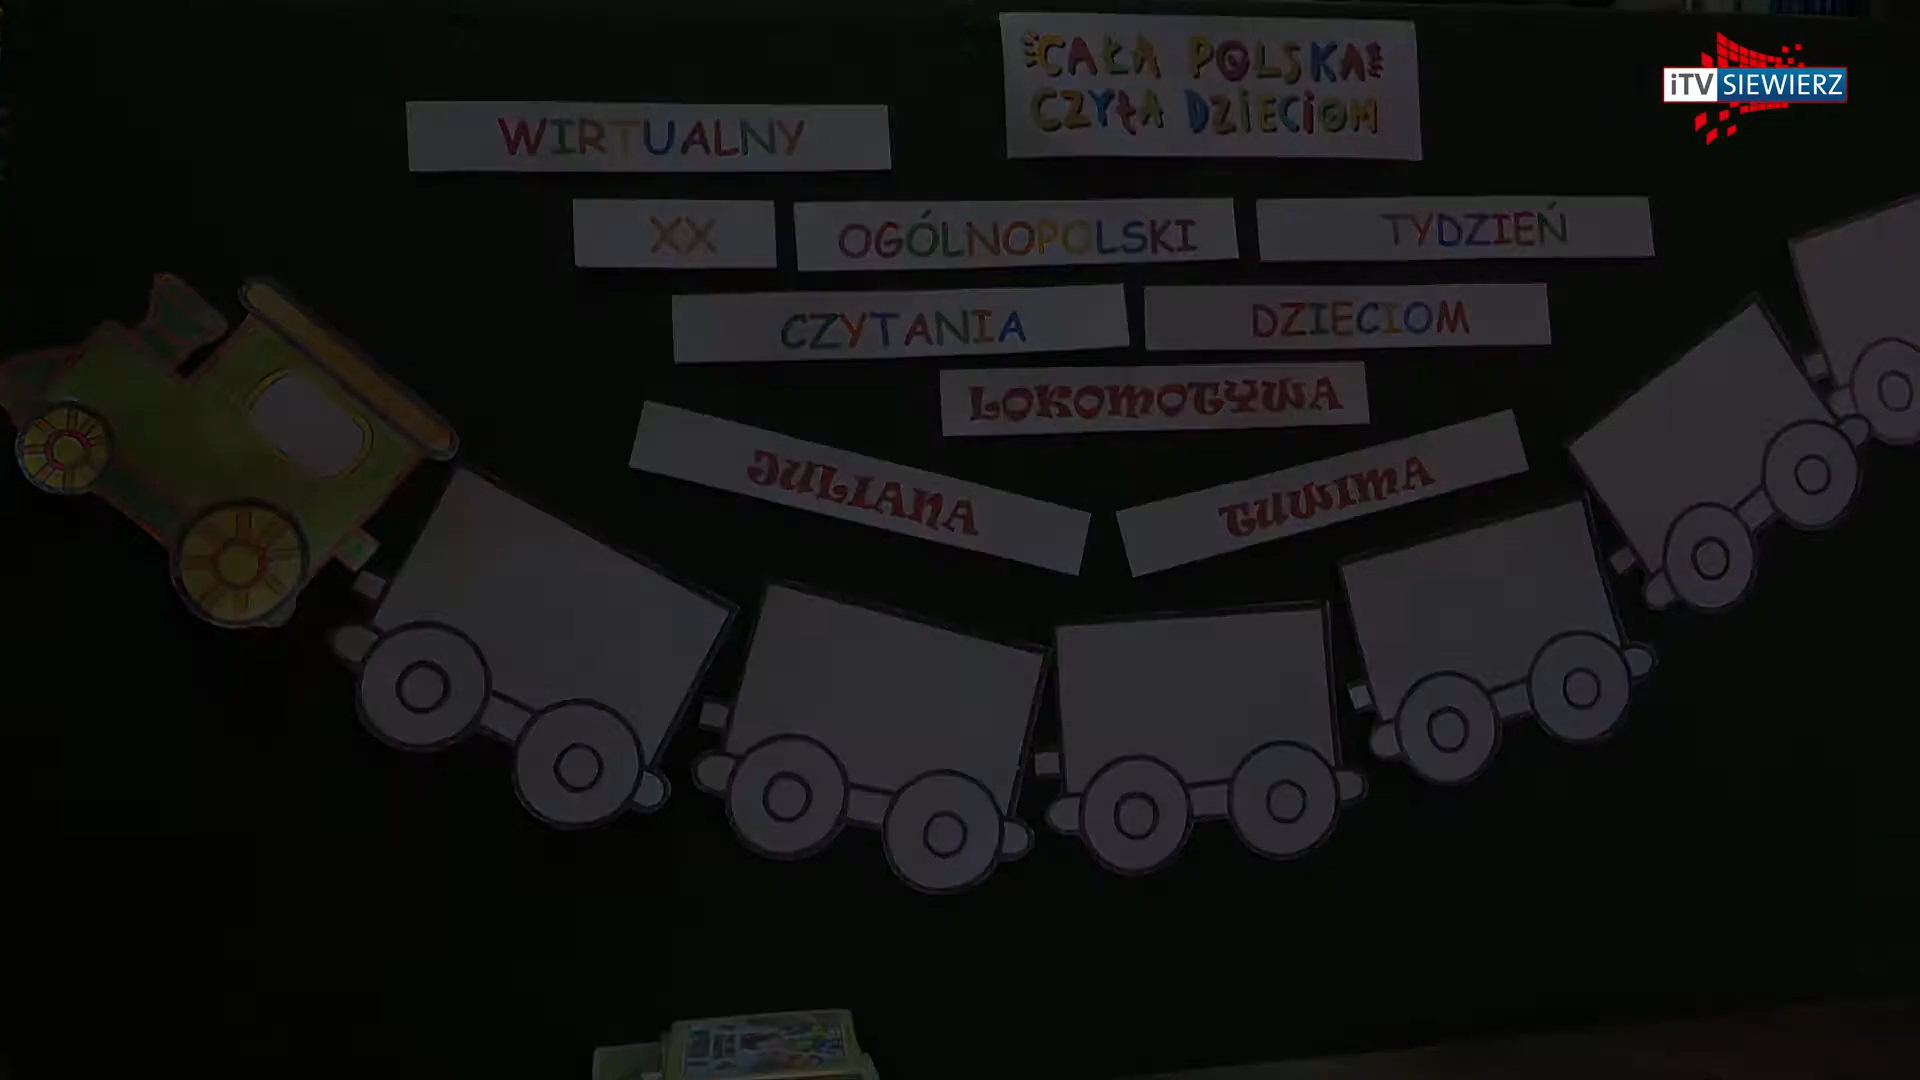 CAŁA POLSKA
CZYTA DZIECIOM
iTV SIEWIERZ
WIRTUALNY
XX OGÓLNOPOLSKI TYDZIEŃ
CZYTANIA DZIECIOM
LOKOMOTYWA
JULIANA TUWIMA